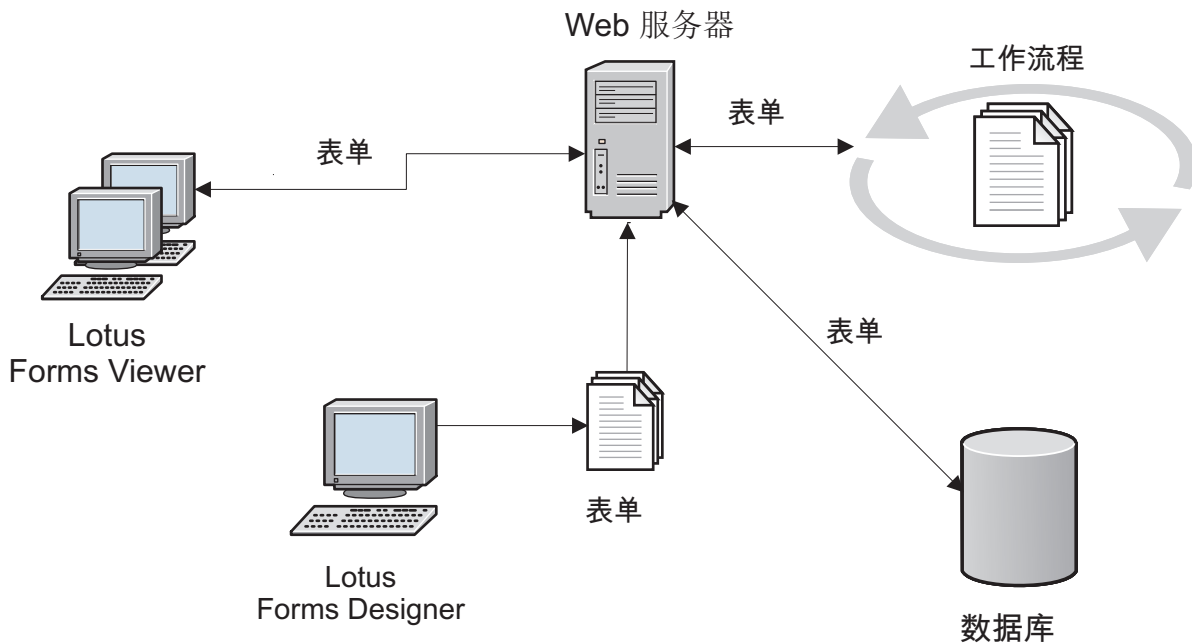 Web 服务器
工作流程
表单
表单
Lotus
Forms Viewer
表单
表单
Lotus
Forms Designer
数据库